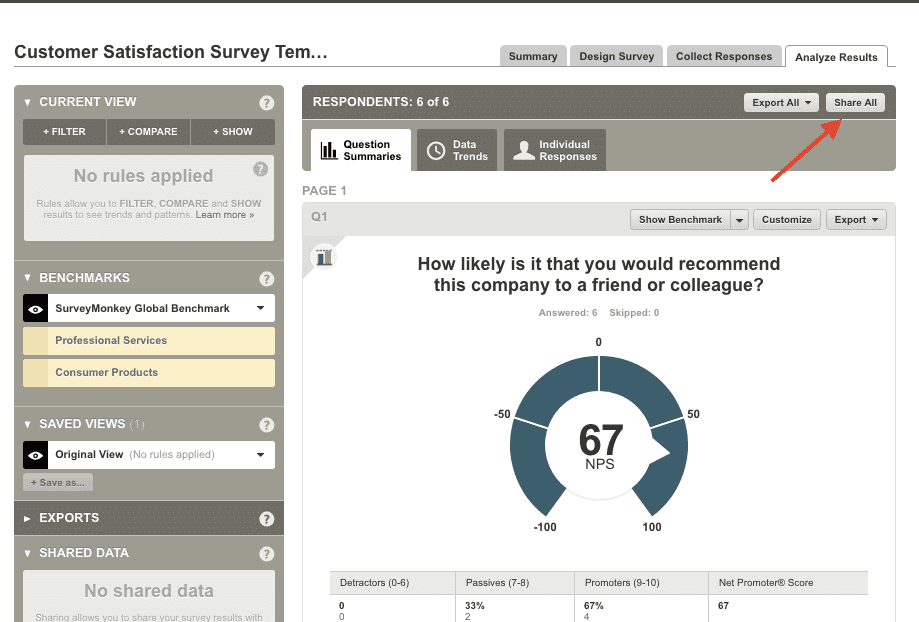 Customer Satisfaction Survey Tem...
Summary
Design Survey
Collect Responses
Analyze Results
CURRENT VIEW
?
+ FILTER
+ COMPARE
+ SHOW
No rules applied
?
Rules allow you to FILTER, COMPARE and SHOW
results to see trends and patterns. Learn more »
BENCHMARKS
?
SurveyMonkey Global Benchmark
Professional Services
Consumer Products
SAVED VIEWS (1)
?
Original View (No rules applied)
+ Save as...
EXPORTS
?
SHARED DATA
?
No shared data
Sharing allows you to share your survey results with
RESPONDENTS: 6 of 6
Export All
Share All
Question
Summaries
Data
Trends
Individual
Responses
PAGE 1
Q1
Show Benchmark
Customize
Export
How likely is it that you would recommend
this company to a friend or colleague?
Answered: 6 Skipped: 0
0
-50
50
67
NPS
-100
100
Detractors (0-6)
Passives (7-8)
Promoters (9-10)
Net Promoter® Score
0
33%
67%
67
0
2
4